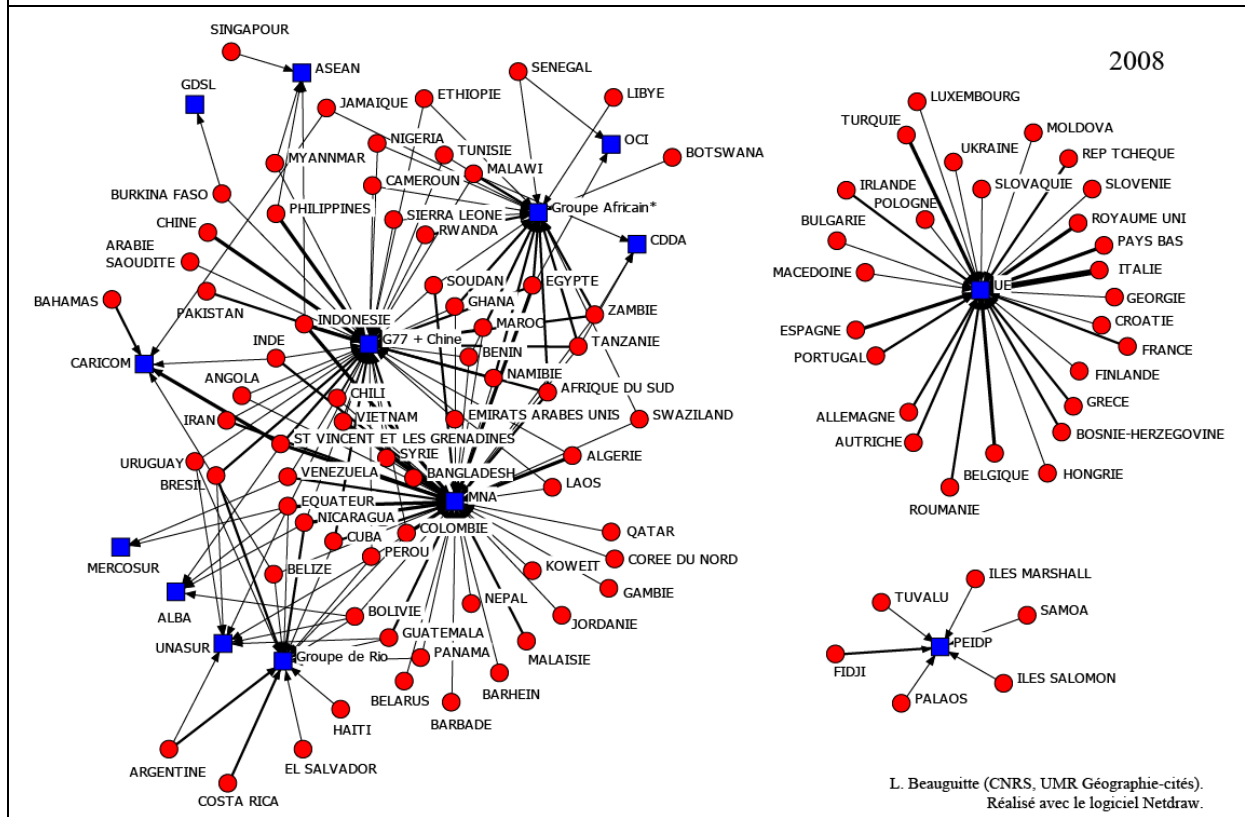 SINGAPOUR
2008
ASEAN
SENEGAL
GDSL
ETHIOPIE
LIBYE
LUXEMBOURG
JAMAIQUE
TURQUIE
MOLDOVA
NIGERIA
OCI
UKRAINE
TUNISIE
BOTSWANA
REP TCHEQUE
MYANNMAR
MALAWI
CAMEROUN
IRLANDE
SLOVAQUIE
SLOVENIE
BURKINA FASO
POLOGNE
PHILIPPINES
Groupe Africain*
SIERRA LEONE
BULGARIE
ROYAUME UNI
CHINE
RWANDA
CDDA
PAYS BAS
ARABIE
SAOUDITE
MACEDOINE
ITALIE
SOUDAN
EGYPTE
UE
BAHAMAS
GEORGIE
PAKISTAN
GHANA
ZAMBIE
INDONESIE
MAROC
ESPAGNE
CROATIE
INDE
G77 + Chine
TANZANIE
FRANCE
CARICOM
BENIN
PORTUGAL
NAMIBIE
FINLANDE
ANGOLA
CHILI
AFRIQUE DU SUD
GRECE
IRAN
VIETNAM
EMIRATS ARABES UNIS
SWAZILAND
ALLEMAGNE
BOSNIE-HERZEGOVINE
ST VINCENT ET LES GRENADINES
AUTRICHE
SYRIE
ALGERIE
URUGUAY
BELGIQUE
HONGRIE
VENEZUELA
BANGLADESH
LAOS
BRESIL
MNA
ROUMANIE
EQUATEUR
NICARAGUA
COLOMBIE
QATAR
CUBA
MERCOSUR
PEROU
COREE DU NORD
BELIZE
KOWEIT
ILES MARSHALL
ALBA
GAMBIE
TUVALU
NEPAL
BOLIVIE
JORDANIE
SAMOA
GUATEMALA
UNASUR
PANAMA
MALAISIE
PEIDP
Groupe de Rio
FIDJI
BELARUS
BARHEIN
ILES SALOMON
PALAOS
HAITI
BARBADE
ARGENTINE
EL SALVADOR
COSTA RICA
L. Beauguitte (CNRS, UMR Géographie-cités).
Réalisé avec le logiciel Netdraw.